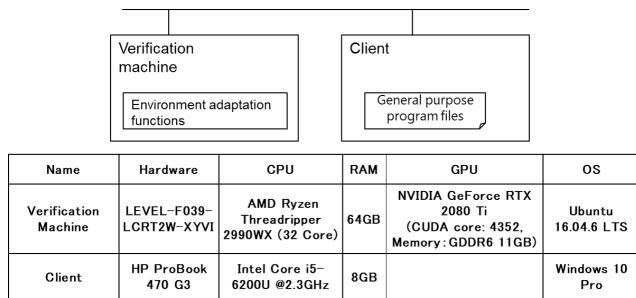 Verification
machine
Environment adaptation
functions
Client
General purpose
program files
Name Hardware CPU RAM GPU OS
Verification
Machine
LEVEL-F039-
LCRT2W-XYVI
AMD Ryzen
Threadripper
2990WX (32 Core)
64GB
NVIDIA GeForce RTX
2080 Ti
(CUDA core: 4352,
Memory: GDDR6 11GB)
Ubuntu
16.04.6 LTS
Client
HP ProBook
470 G3
Intel Core i5-
6200U @2.3GHz
8GB
Windows 10
Pro